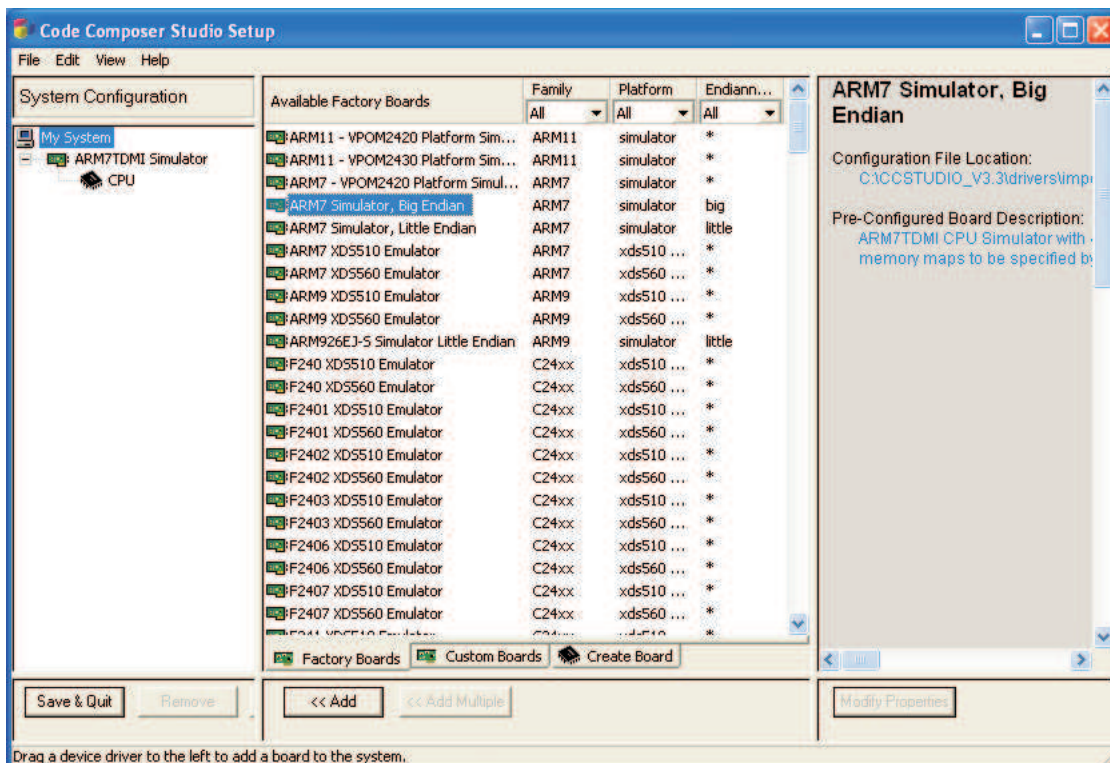 Code Composer Studio Setup
File Edit View Help
System Configuration
My System
ARM7TDMI Simulator
CPU
Available Factory Boards Family Platform Endiann...
All All All
ARM11 - VPOM2420 Platform Sim... ARM11 simulator *
ARM11 - VPOM2430 Platform Sim... ARM11 simulator *
ARM7 - VPOM2420 Platform Simul... ARM7 simulator *
ARM7 Simulator, Big Endian ARM7 simulator big
ARM7 Simulator, Little Endian ARM7 simulator little
ARM7 XDS510 Emulator ARM7 xds510 ... *
ARM7 XDS560 Emulator ARM7 xds560 ... *
ARM9 XDS510 Emulator ARM9 xds510 ... *
ARM9 XDS560 Emulator ARM9 xds560 ... *
ARM926EJ-S Simulator Little Endian ARM9 simulator little
F240 XDS510 Emulator C24xx xds510 ... *
F240 XDS560 Emulator C24xx xds560 ... *
F2401 XDS510 Emulator C24xx xds510 ... *
F2401 XDS560 Emulator C24xx xds560 ... *
F2402 XDS510 Emulator C24xx xds510 ... *
F2402 XDS560 Emulator C24xx xds560 ... *
F2403 XDS510 Emulator C24xx xds510 ... *
F2403 XDS560 Emulator C24xx xds560 ... *
F2406 XDS510 Emulator C24xx xds510 ... *
F2406 XDS560 Emulator C24xx xds560 ... *
F2407 XDS510 Emulator C24xx xds510 ... *
F2407 XDS560 Emulator C24xx xds560 ... *
Factory Boards Custom Boards Create Board
ARM7 Simulator, Big
Endian
Configuration File Location:
C:\CCSTUDIO_V3.3\drivers\imp
Pre-Configured Board Description:
ARM7TDMI CPU Simulator with
memory maps to be specified by
Save & Quit Remove << Add << Add Multiple Modify Properties
Drag a device driver to the left to add a board to the system.